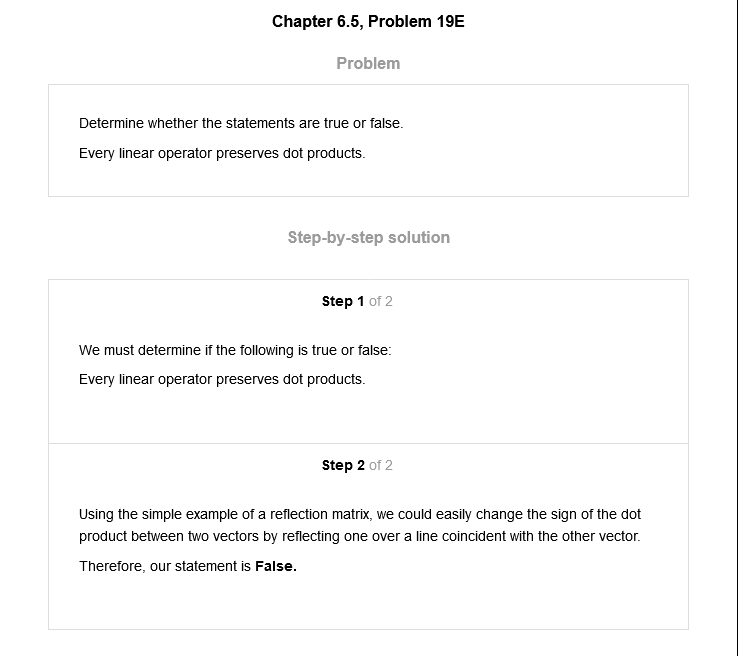 Chapter 6.5, Problem 19E
Problem
Determine whether the statements are true or false.
Every linear operator preserves dot products.
Step-by-step solution
Step 1 of 2
We must determine if the following is true or false:
Every linear operator preserves dot products.
Step 2 of 2
Using the simple example of a reflection matrix, we could easily change the sign of the dot
product between two vectors by reflecting one over a line coincident with the other vector.
Therefore, our statement is False.